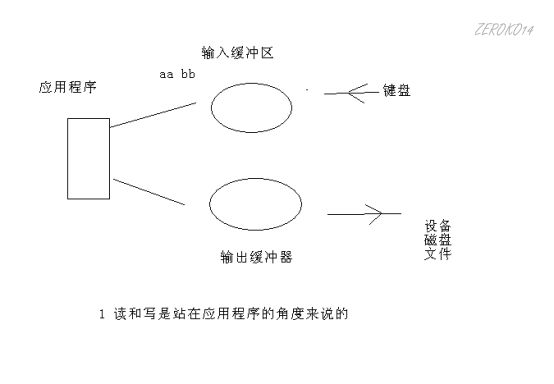 ZEROKO14
输入缓冲区
aa bb
应用程序
键盘
设备
磁盘
文件
输出缓冲器
1 读和写是站在应用程序的角度来说的